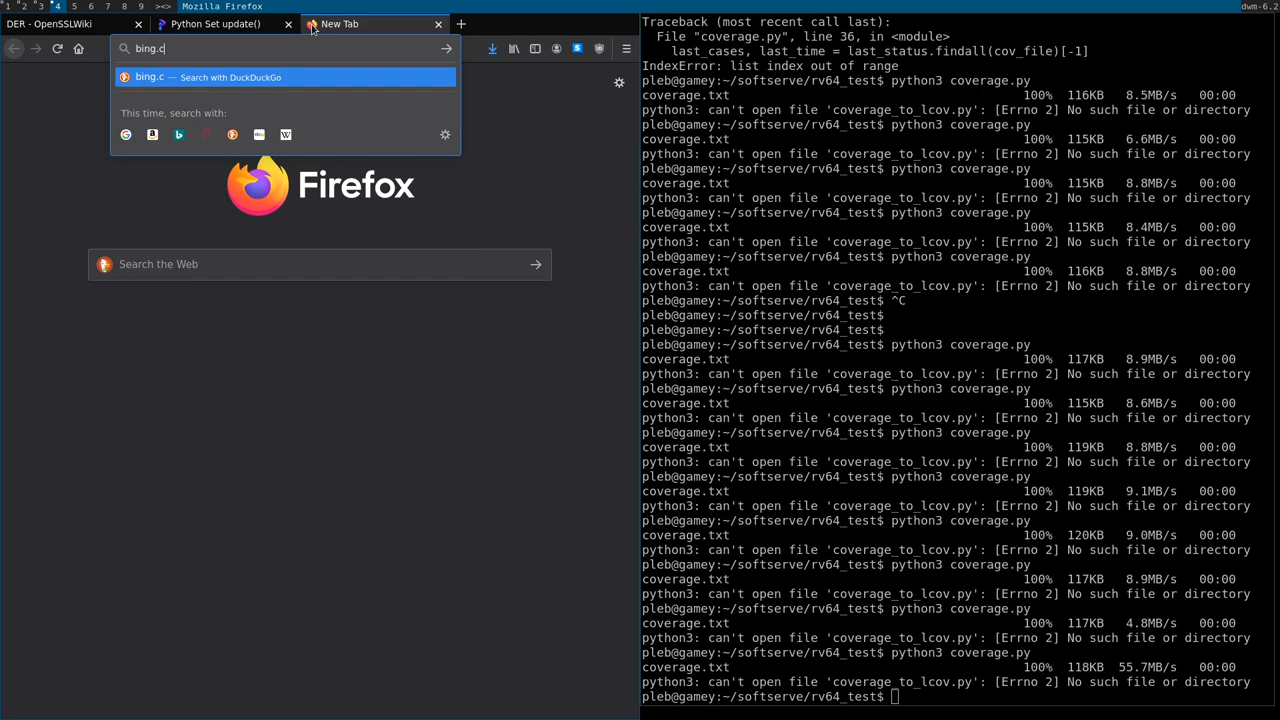 1 2 3 4 5 6 7 8 9 >>< Mozilla Firefox dwm-6.2
DER - OpenSSLWiki
Python Set update()
New Tab
bing.c
bing.c — Search with DuckDuckGo
This time, search with:
Firefox
Search the Web
Traceback (most recent call last):
File "coverage.py", line 36, in <module>
last_cases, last_time = last_status.findall(cov_file)[-1]
IndexError: list index out of range
pleb@gamey:~/softserve/rv64_test$ python3 coverage.py
coverage.txt 100% 116KB 8.5MB/s 00:00
python3: can't open file 'coverage_to_lcov.py': [Errno 2] No such file or directory
pleb@gamey:~/softserve/rv64_test$ python3 coverage.py
coverage.txt 100% 115KB 6.6MB/s 00:00
python3: can't open file 'coverage_to_lcov.py': [Errno 2] No such file or directory
pleb@gamey:~/softserve/rv64_test$ python3 coverage.py
coverage.txt 100% 115KB 8.8MB/s 00:00
python3: can't open file 'coverage_to_lcov.py': [Errno 2] No such file or directory
pleb@gamey:~/softserve/rv64_test$ python3 coverage.py
coverage.txt 100% 115KB 8.4MB/s 00:00
python3: can't open file 'coverage_to_lcov.py': [Errno 2] No such file or directory
pleb@gamey:~/softserve/rv64_test$ python3 coverage.py
coverage.txt 100% 116KB 8.8MB/s 00:00
python3: can't open file 'coverage_to_lcov.py': [Errno 2] No such file or directory
pleb@gamey:~/softserve/rv64_test$ ^C
pleb@gamey:~/softserve/rv64_test$
pleb@gamey:~/softserve/rv64_test$
pleb@gamey:~/softserve/rv64_test$ python3 coverage.py
coverage.txt 100% 117KB 8.9MB/s 00:00
python3: can't open file 'coverage_to_lcov.py': [Errno 2] No such file or directory
pleb@gamey:~/softserve/rv64_test$ python3 coverage.py
coverage.txt 100% 115KB 8.6MB/s 00:00
python3: can't open file 'coverage_to_lcov.py': [Errno 2] No such file or directory
pleb@gamey:~/softserve/rv64_test$ python3 coverage.py
coverage.txt 100% 119KB 8.8MB/s 00:00
python3: can't open file 'coverage_to_lcov.py': [Errno 2] No such file or directory
pleb@gamey:~/softserve/rv64_test$ python3 coverage.py
coverage.txt 100% 119KB 9.1MB/s 00:00
python3: can't open file 'coverage_to_lcov.py': [Errno 2] No such file or directory
pleb@gamey:~/softserve/rv64_test$ python3 coverage.py
coverage.txt 100% 120KB 9.0MB/s 00:00
python3: can't open file 'coverage_to_lcov.py': [Errno 2] No such file or directory
pleb@gamey:~/softserve/rv64_test$ python3 coverage.py
coverage.txt 100% 117KB 8.9MB/s 00:00
python3: can't open file 'coverage_to_lcov.py': [Errno 2] No such file or directory
pleb@gamey:~/softserve/rv64_test$ python3 coverage.py
coverage.txt 100% 117KB 4.8MB/s 00:00
python3: can't open file 'coverage_to_lcov.py': [Errno 2] No such file or directory
pleb@gamey:~/softserve/rv64_test$ python3 coverage.py
coverage.txt 100% 118KB 55.7MB/s 00:00
python3: can't open file 'coverage_to_lcov.py': [Errno 2] No such file or directory
pleb@gamey:~/softserve/rv64_test$